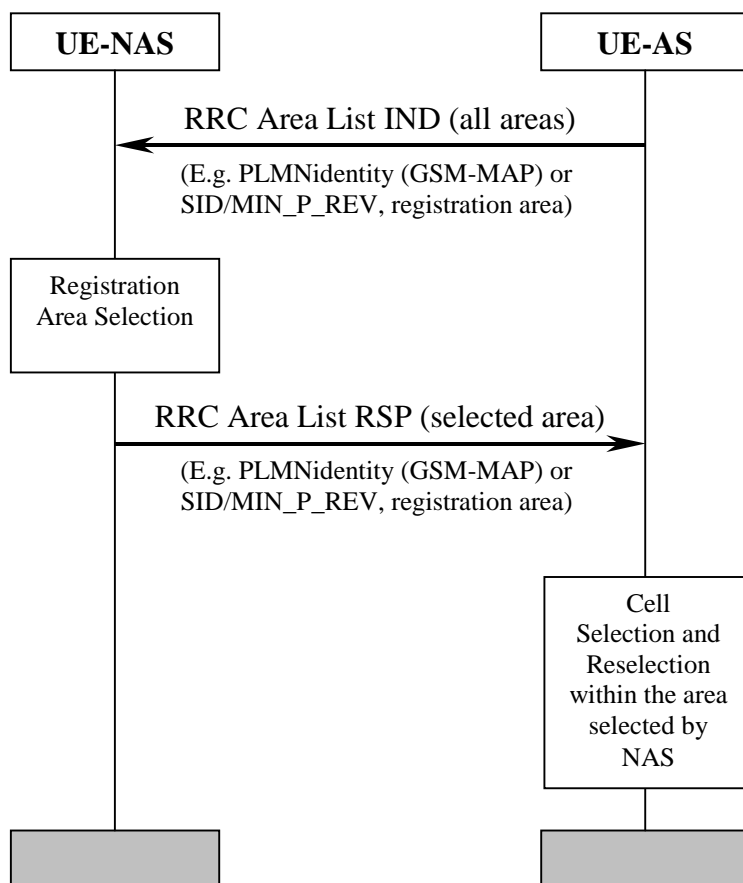 UE-NAS
UE-AS
RRC Area List IND (all areas)
(E.g. PLMNidentity (GSM-MAP) or
SID/MIN_P_REV, registration area)
Registration
Area Selection
RRC Area List RSP (selected area)
(E.g. PLMNidentity (GSM-MAP) or
SID/MIN_P_REV, registration area)
Cell
Selection and
Reselection
within the area
selected by
NAS